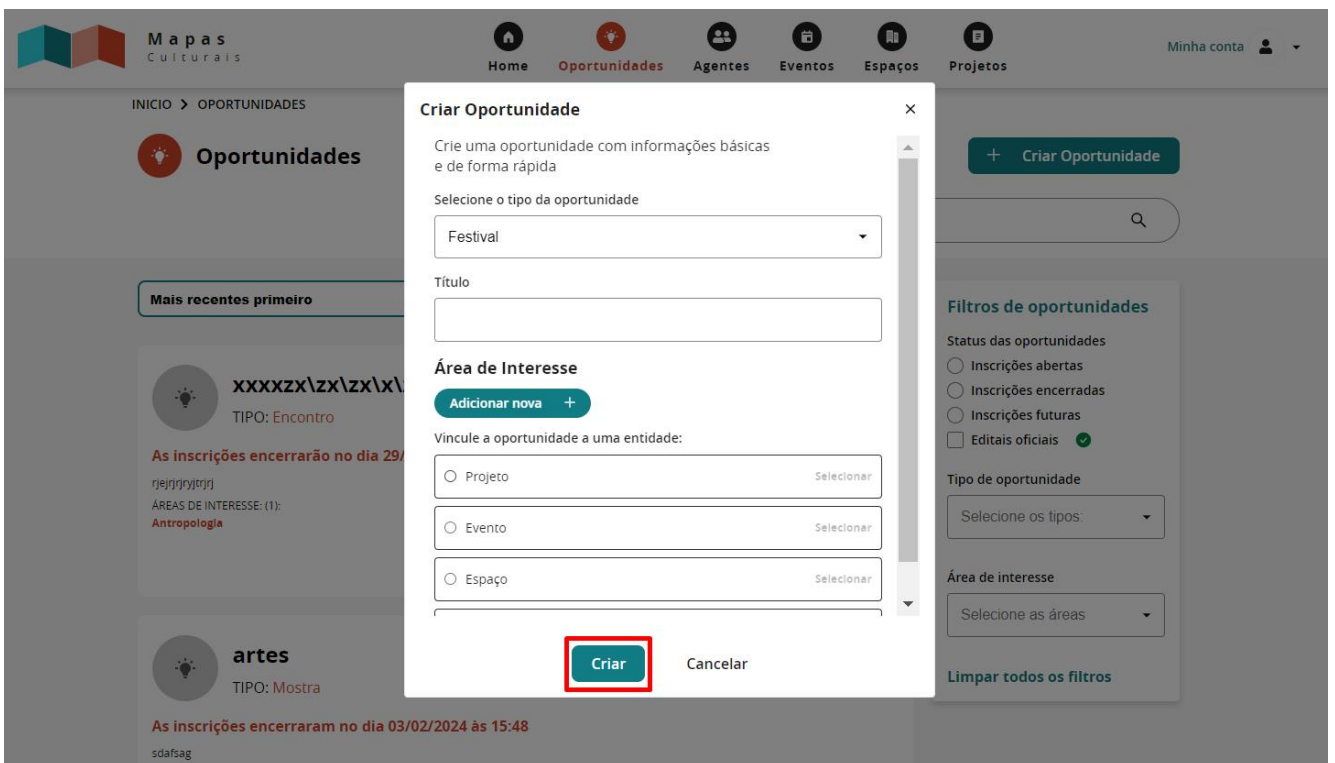 Mapas
Culturais
Home
Oportunidades
Agentes
Eventos
Espaços
Projetos
Minha conta
INICIO > OPORTUNIDADES
Oportunidades
+ Criar Oportunidade
Mais recentes primeiro
TIPO: Encontro
As inscrições encerrarão no dia 29/
ÁREAS DE INTERESSE: (1):
Antropologia
artes
TIPO: Mostra
As inscrições encerraram no dia 03/02/2024 às 15:48
sdafsag
Criar Oportunidade
×
Crie uma oportunidade com informações básicas
e de forma rápida
Selecione o tipo da oportunidade
Festival
Título
Área de Interesse
Adicionar nova +
Vincule a oportunidade a uma entidade:
Projeto Selecionar
Evento Selecionar
Espaço Selecionar
Criar
Cancelar
Filtros de oportunidades
Status das oportunidades
Inscrições abertas
Inscrições encerradas
Inscrições futuras
Editais oficiais
Tipo de oportunidade
Selecione os tipos:
Área de interesse
Selecione as áreas
Limpar todos os filtros